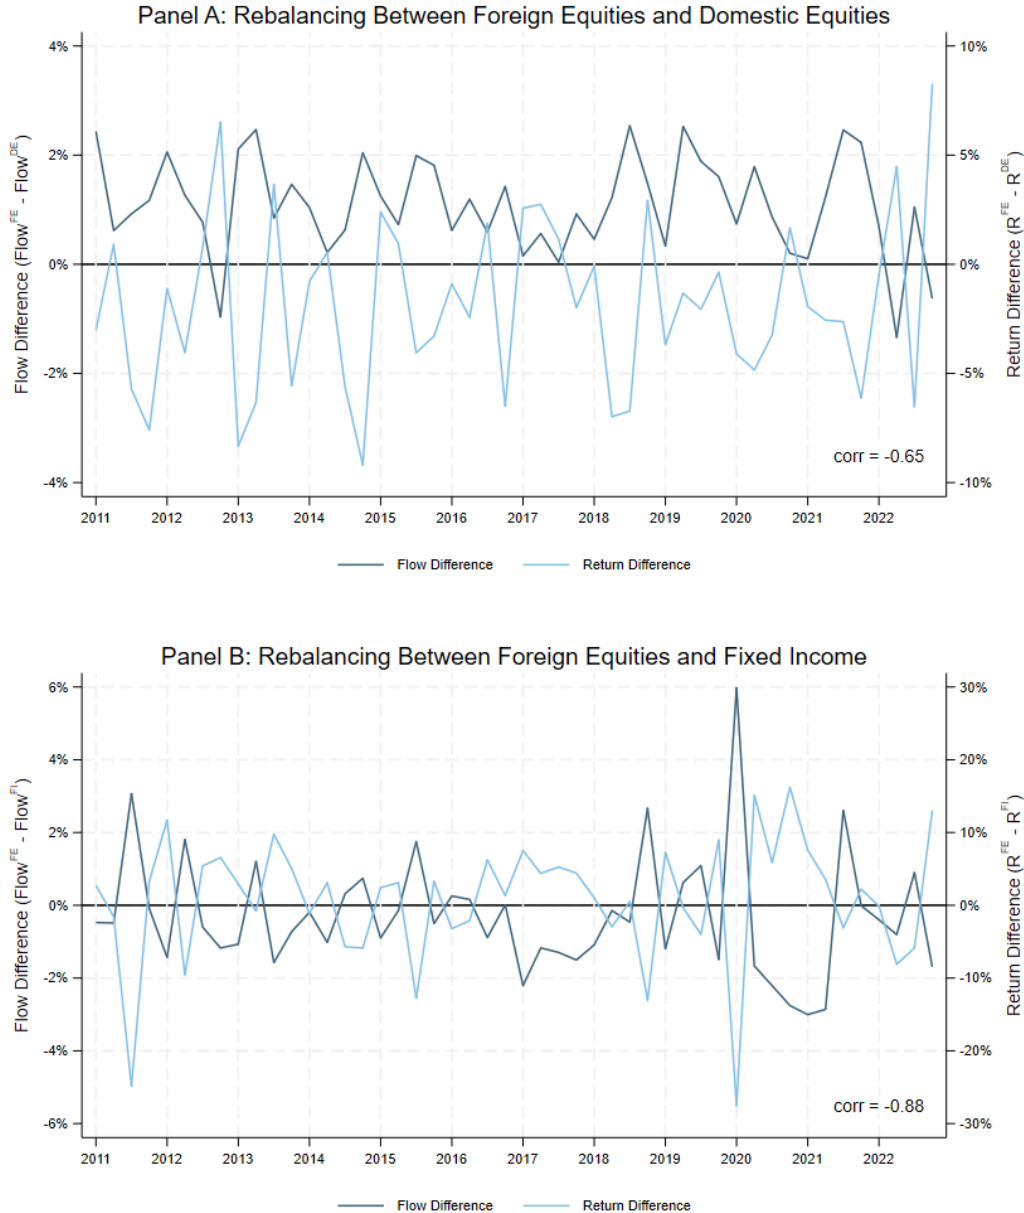 Panel A: Rebalancing Between Foreign Equities and Domestic Equities
4%
2%
0%
-2%
-4%
Flow Difference (Flow^FE - Flow^DE)
10%
5%
0%
-5%
-10%
Return Difference (R^FE - R^DE)
corr = -0.65
2011 2012 2013 2014 2015 2016 2017 2018 2019 2020 2021 2022
Flow Difference Return Difference
Panel B: Rebalancing Between Foreign Equities and Fixed Income
6%
4%
2%
0%
-2%
-4%
-6%
Flow Difference (Flow^FE - Flow^FI)
30%
20%
10%
0%
-10%
-20%
-30%
Return Difference (R^FE - R^FI)
corr = -0.88
2011 2012 2013 2014 2015 2016 2017 2018 2019 2020 2021 2022
Flow Difference Return Difference